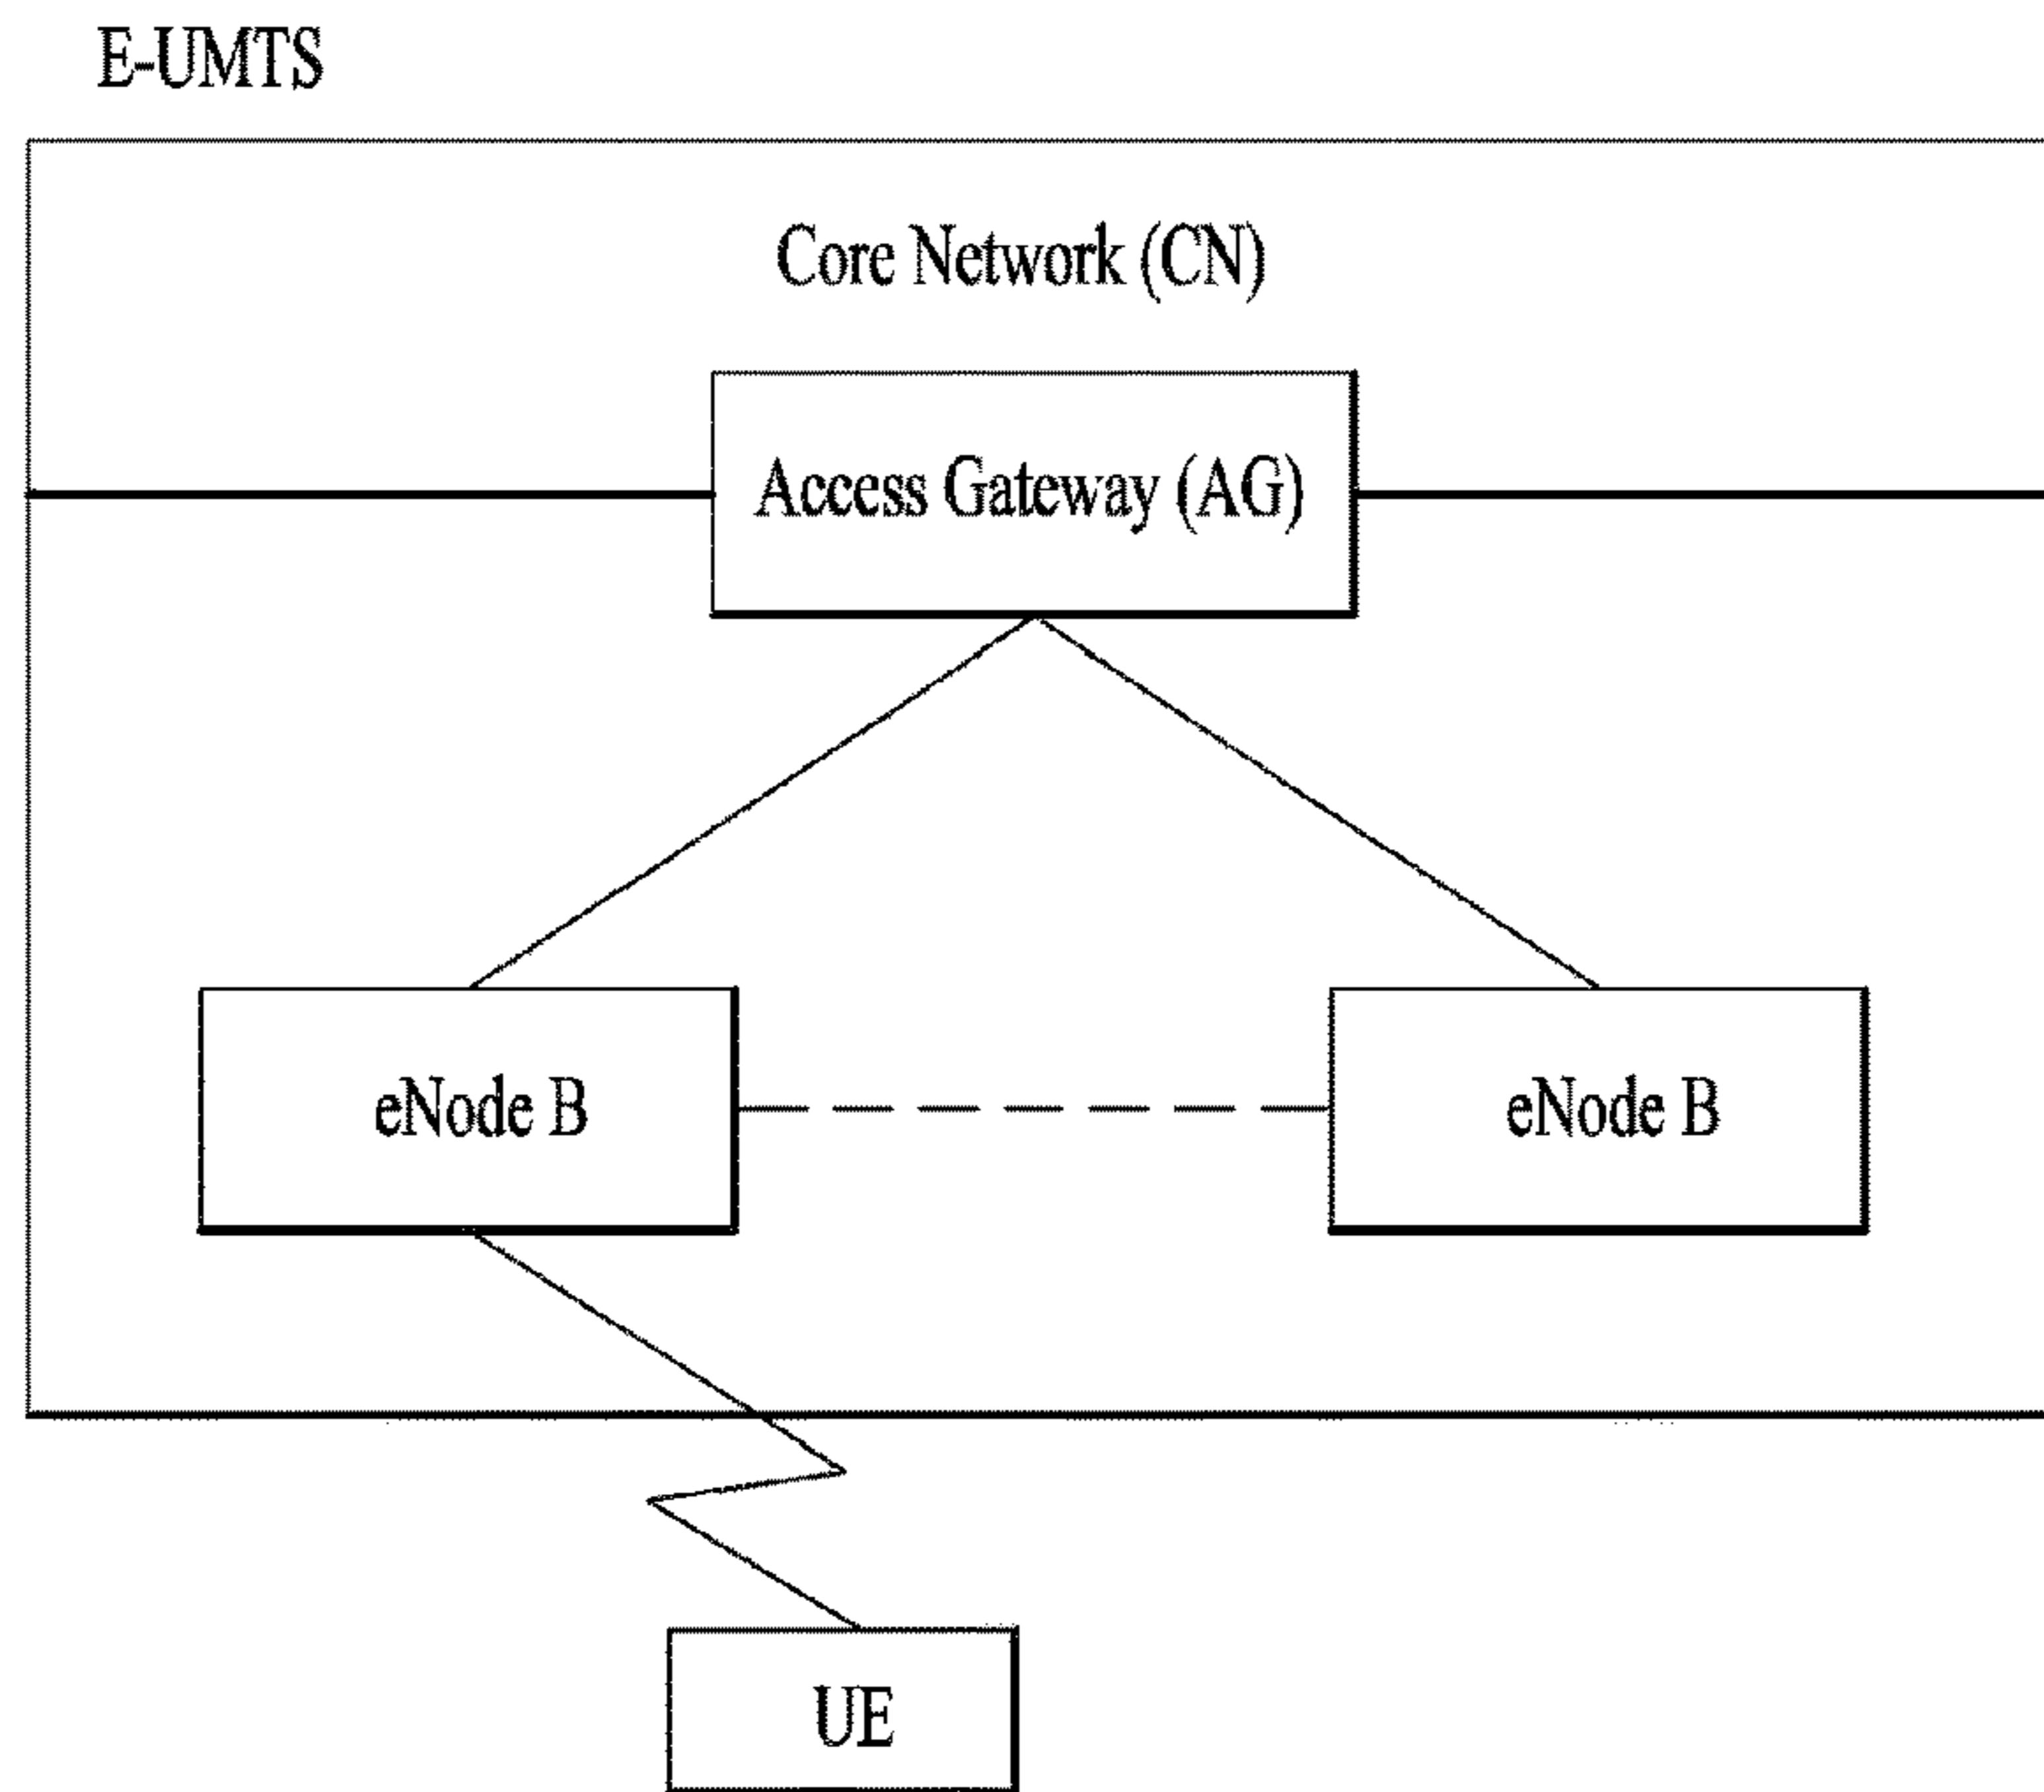 E-UMTS
Core Network (CN)
Access Gateway (AG)
eNode B
eNode B
UE